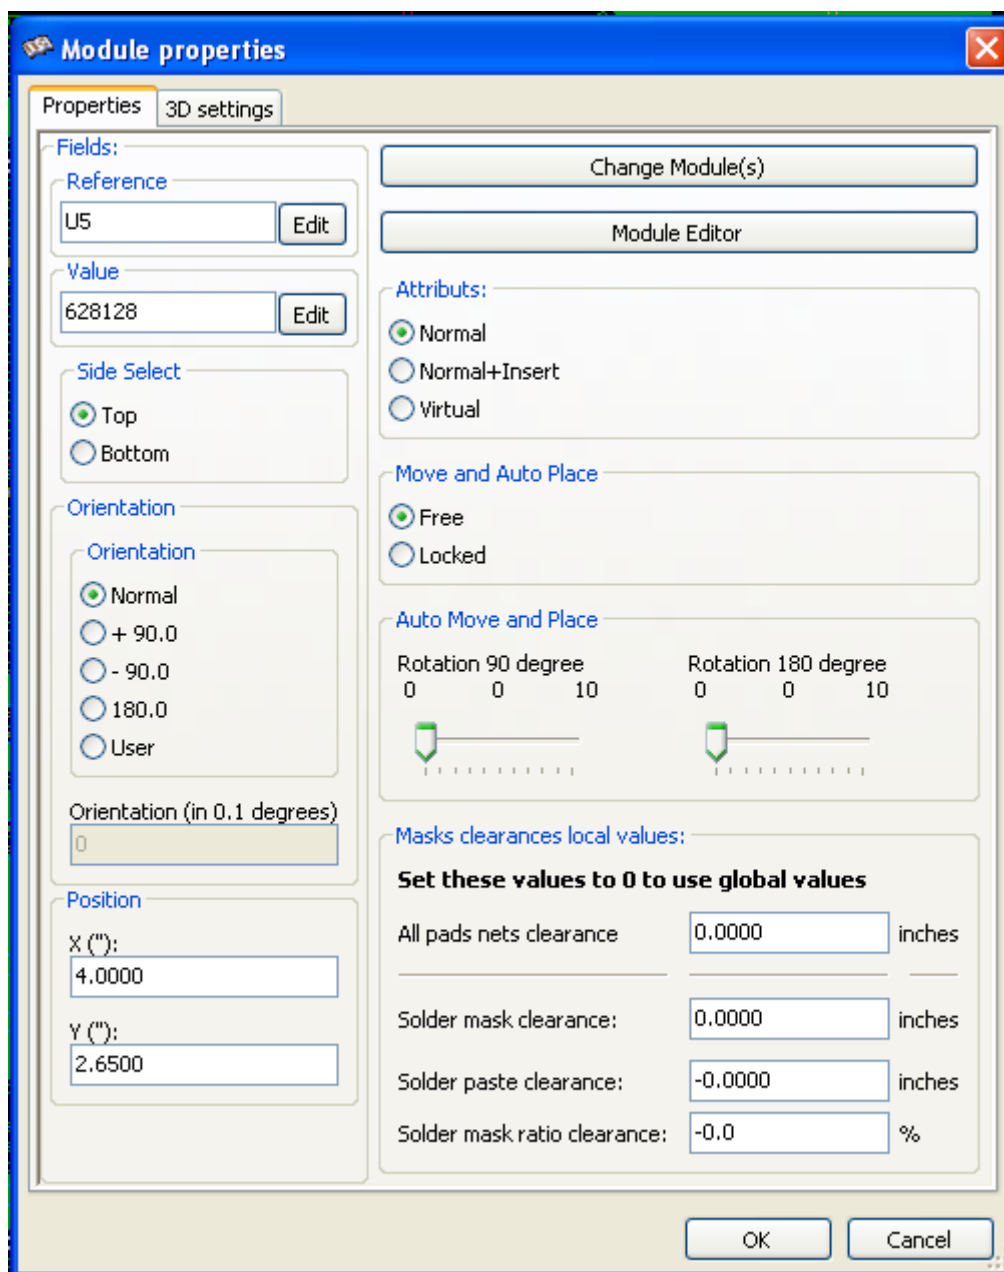 Module properties
Properties
3D settings
Fields:
Reference
U5
Edit
Value
628128
Edit
Side Select
Top
Bottom
Orientation
Orientation
Normal
+ 90.0
- 90.0
180.0
User
Orientation (in 0.1 degrees)
0
Position
X ("):
4.0000
Y ("):
2.6500
Change Module(s)
Module Editor
Attributs:
Normal
Normal+Insert
Virtual
Move and Auto Place
Free
Locked
Auto Move and Place
Rotation 90 degree
0 0 10
Rotation 180 degree
0 0 10
Masks clearances local values:
Set these values to 0 to use global values
All pads nets clearance 0.0000 inches
Solder mask clearance: 0.0000 inches
Solder paste clearance: -0.0000 inches
Solder mask ratio clearance: -0.0 %
OK
Cancel